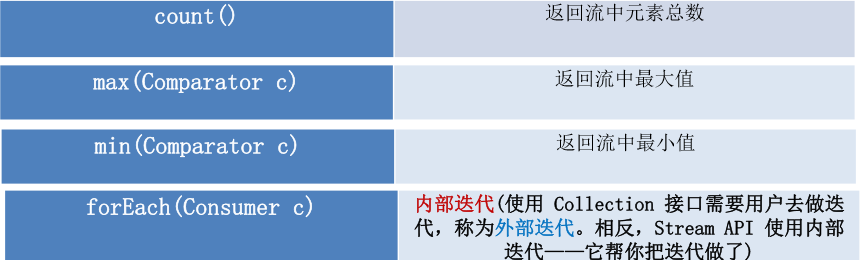 count()
返回流中元素总数
max(Comparator c)
返回流中最大值
min(Comparator c)
返回流中最小值
forEach(Consumer c)
内部迭代(使用 Collection 接口需要用户去做迭
代，称为外部迭代。相反，Stream API 使用内部
迭代——它帮你把迭代做了)